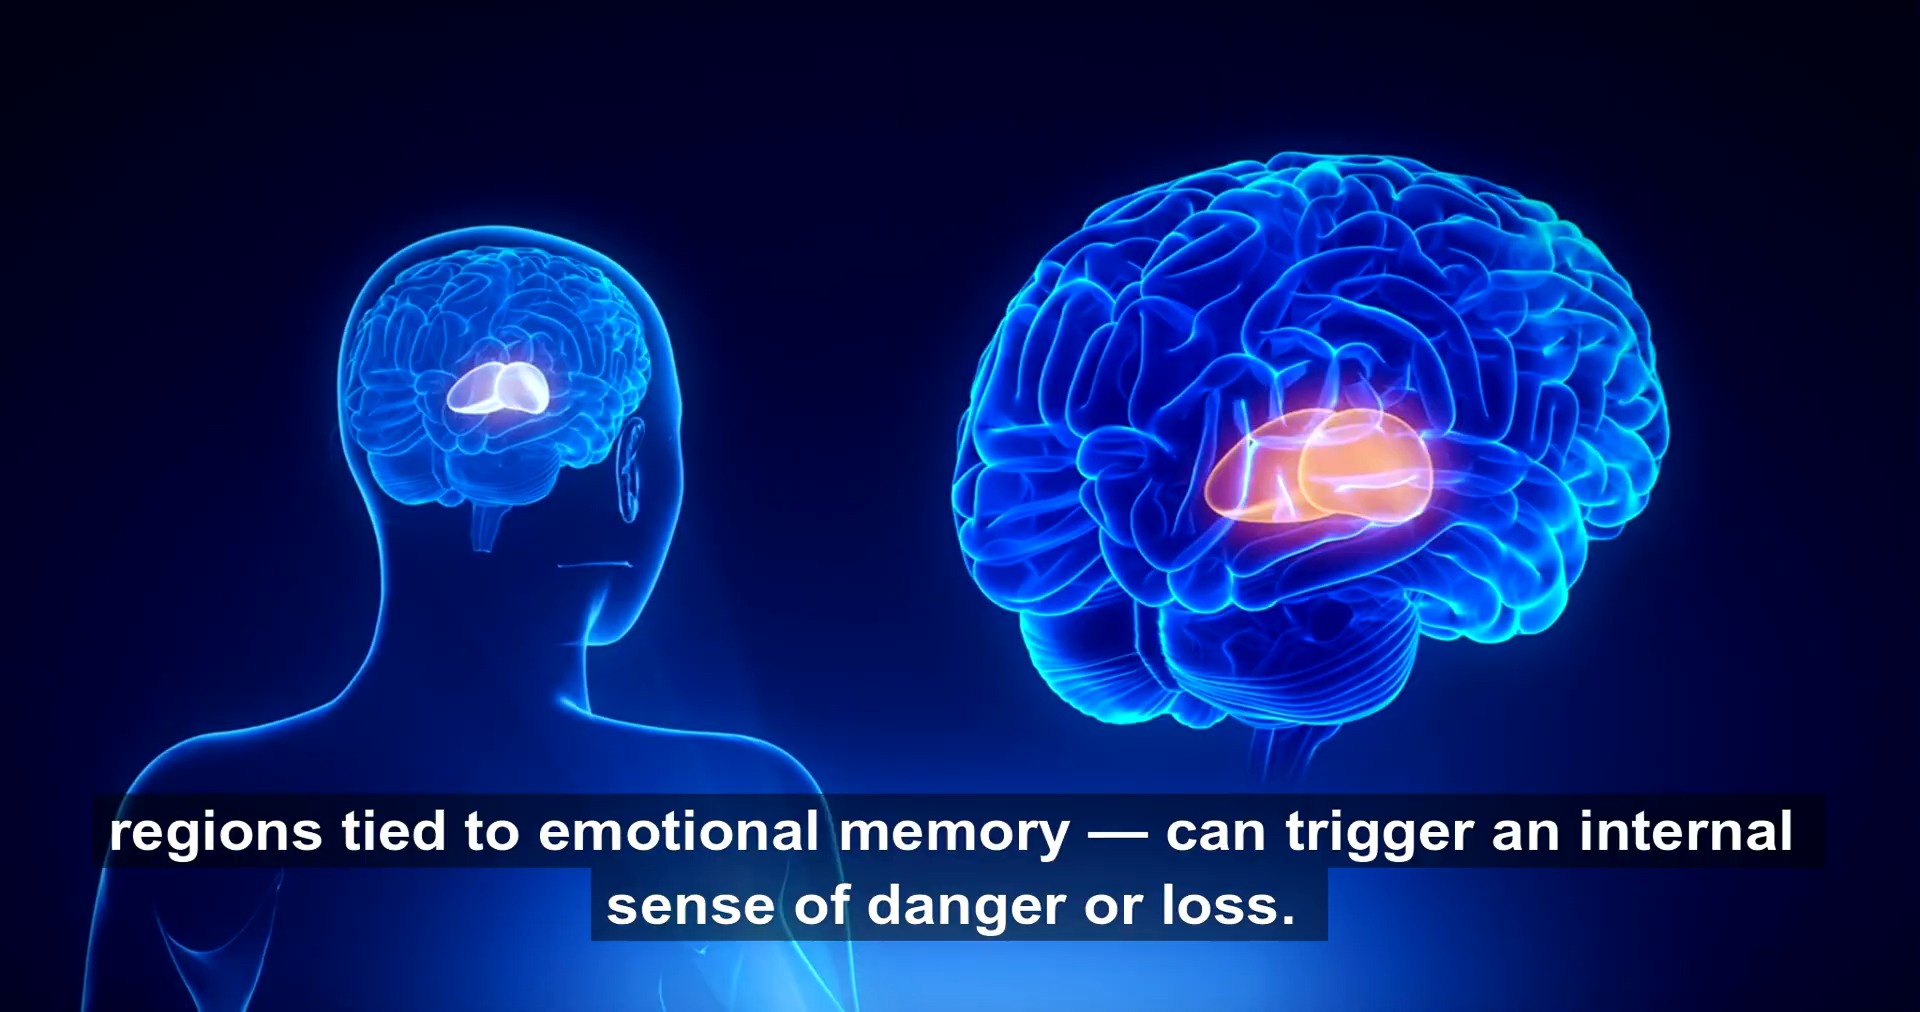 regions tied to emotional memory — can trigger an internal
sense of danger or loss.